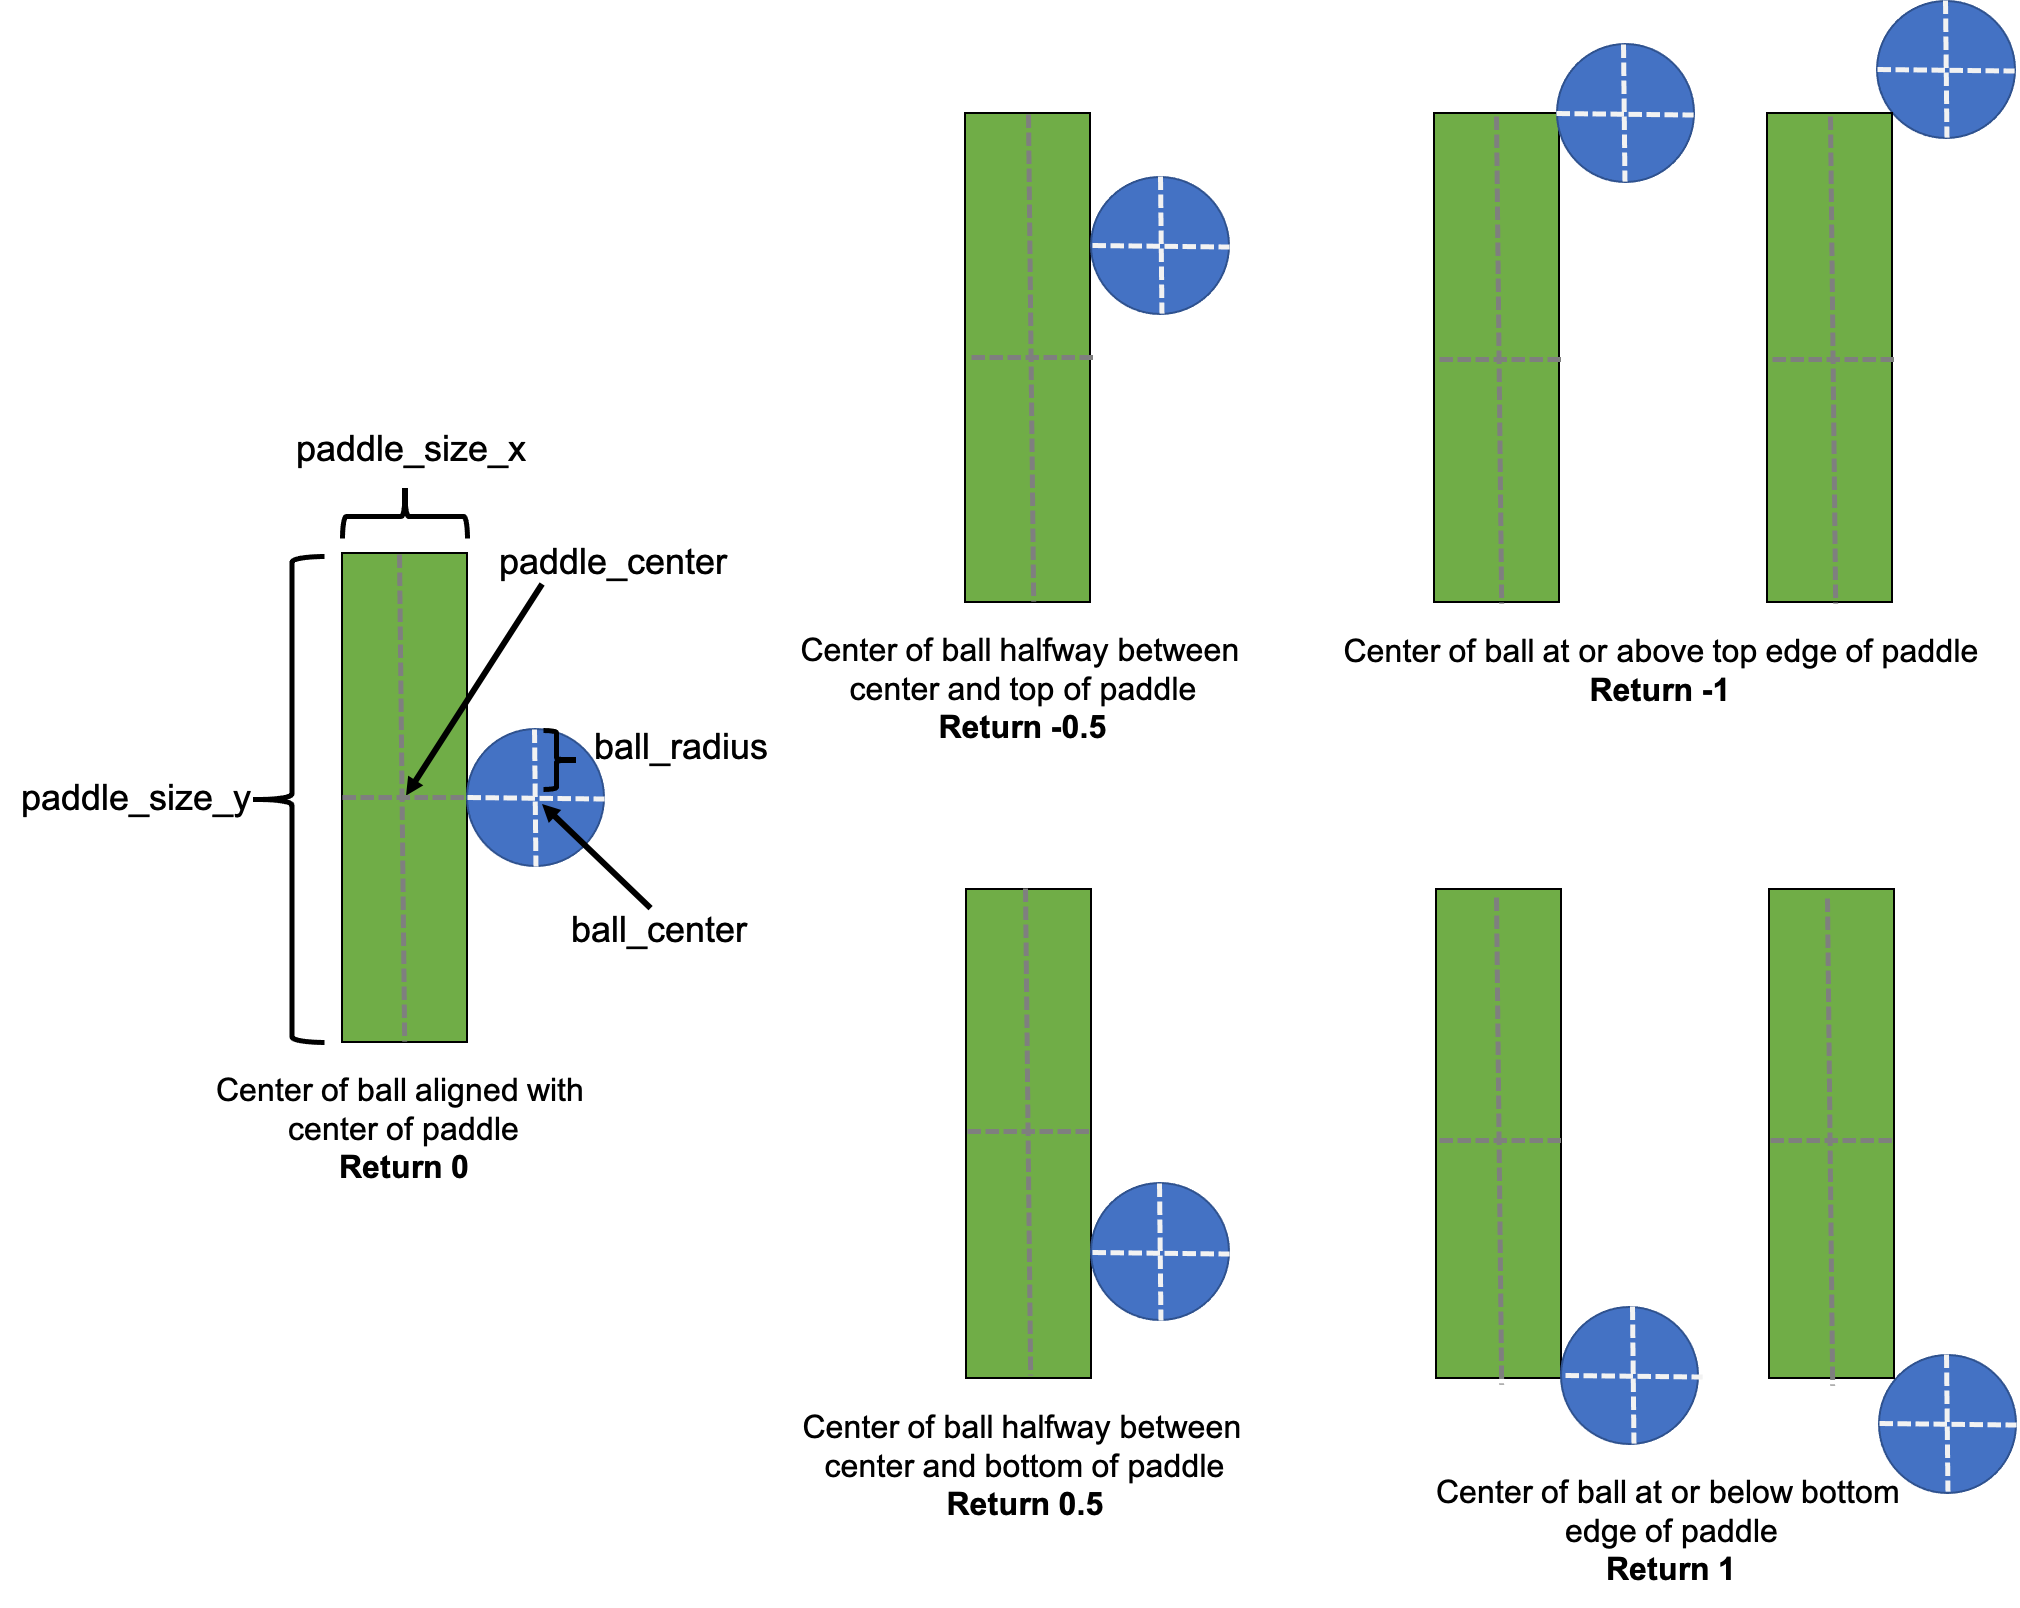 paddle_size_x
paddle_center
ball_radius
paddle_size_y
ball_center
Center of ball aligned with
center of paddle
Return 0
Center of ball halfway between
center and top of paddle
Return -0.5
Center of ball at or above top edge of paddle
Return -1
Center of ball halfway between
center and bottom of paddle
Return 0.5
Center of ball at or below bottom
edge of paddle
Return 1